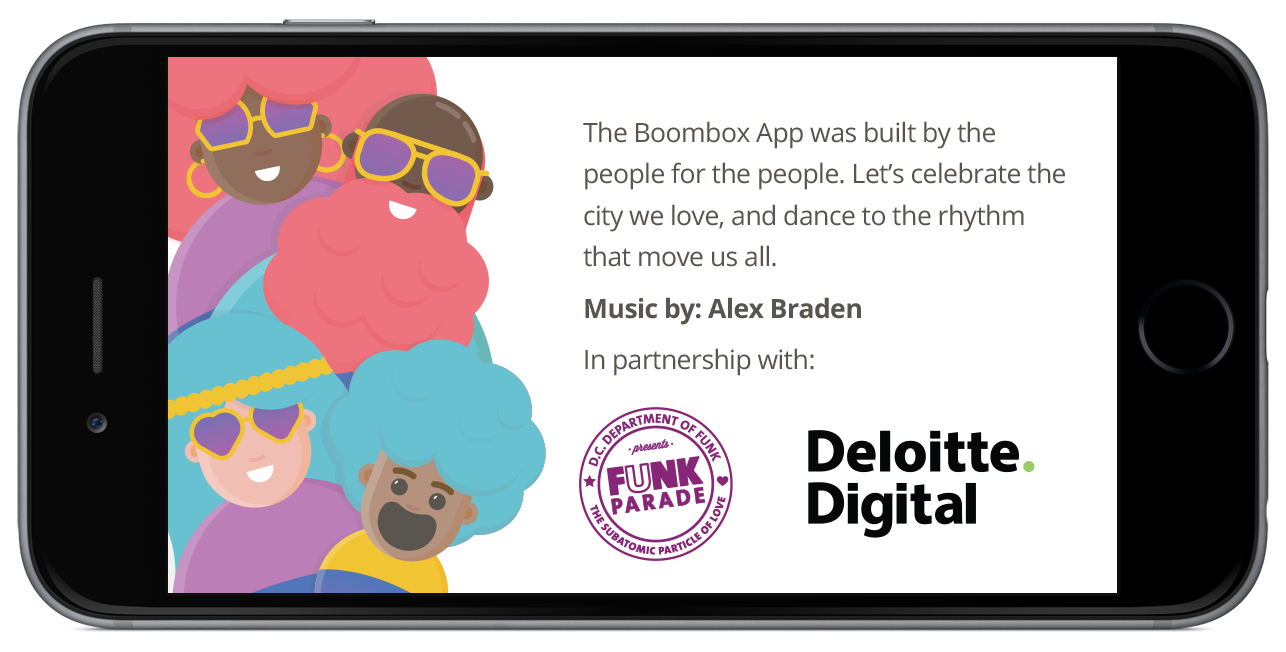 The Boombox App was built by the
people for the people. Let’s celebrate the
city we love, and dance to the rhythm
that move us all.
Music by: Alex Braden
In partnership with:
D.C. DEPARTMENT OF FUNK
· presents ·
FUNK
PARADE
THE SUBATOMIC PARTICLE OF LOVE
Deloitte.
Digital